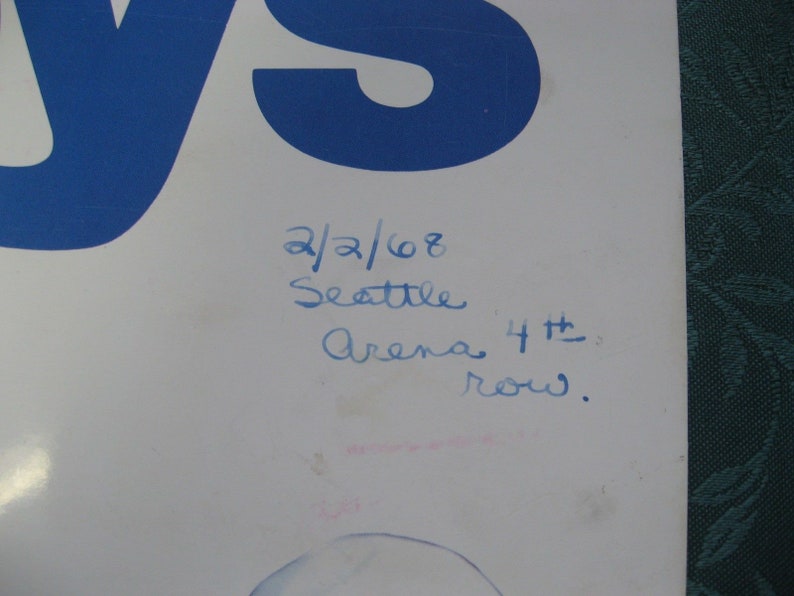 ys
2/2/68
Seattle
Arena 4th
row.